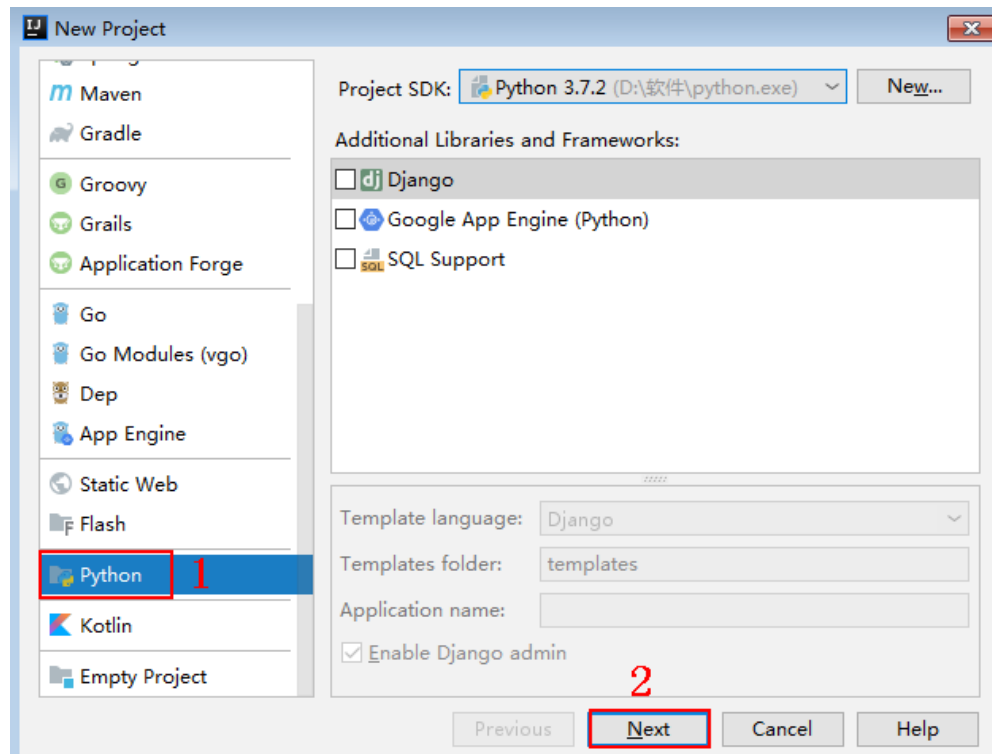 New Project
Maven
Gradle
Groovy
Grails
Application Forge
Go
Go Modules (vgo)
Dep
App Engine
Static Web
Flash
Python
1
Kotlin
Empty Project
Project SDK: Python 3.7.2 (D:\软件\python.exe) New...
Additional Libraries and Frameworks:
Django
Google App Engine (Python)
SQL Support
Template language: Django
Templates folder: templates
Application name:
Enable Django admin
2
Previous Next Cancel Help